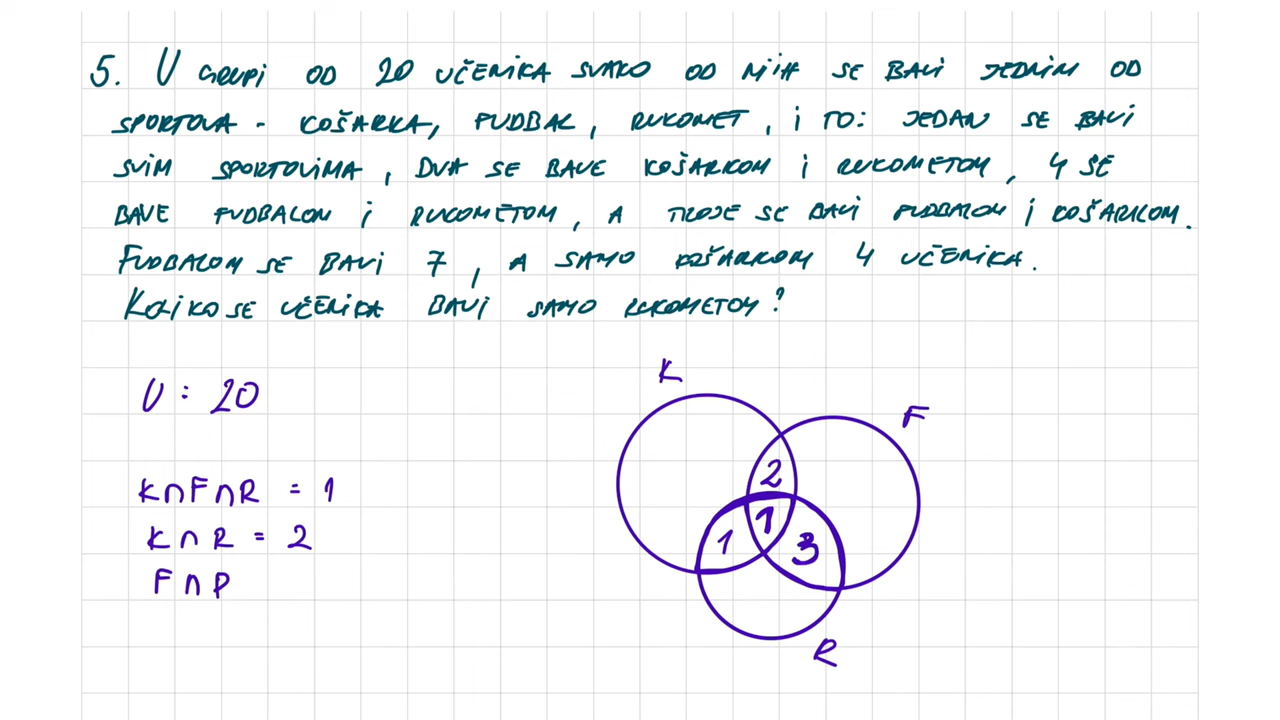 5. U GRUPI OD 20 UČENIKA SVAKO OD NJIH SE BAVI JEDNIM OD
SPORTOVA - KOŠARKA, FUDBAL, RUKOMET, I TO: JEDAN SE BAVI
SVIM SPORTOVIMA, DVA SE BAVE KOŠARKOM I RUKOMETOM, 4 SE
BAVE FUDBALOM I RUKOMETOM, A TROJE SE BAVI FUDBALOM I KOŠARKOM.
FUDBALOM SE BAVI 7, A SAMO KOŠARKOM 4 UČENIKA.
KOLIKO SE UČENIKA BAVI SAMO RUKOMETOM?
K
U : 20
F
2
K∩F∩R = 1
1
1 3
K∩R = 2
F∩R
R